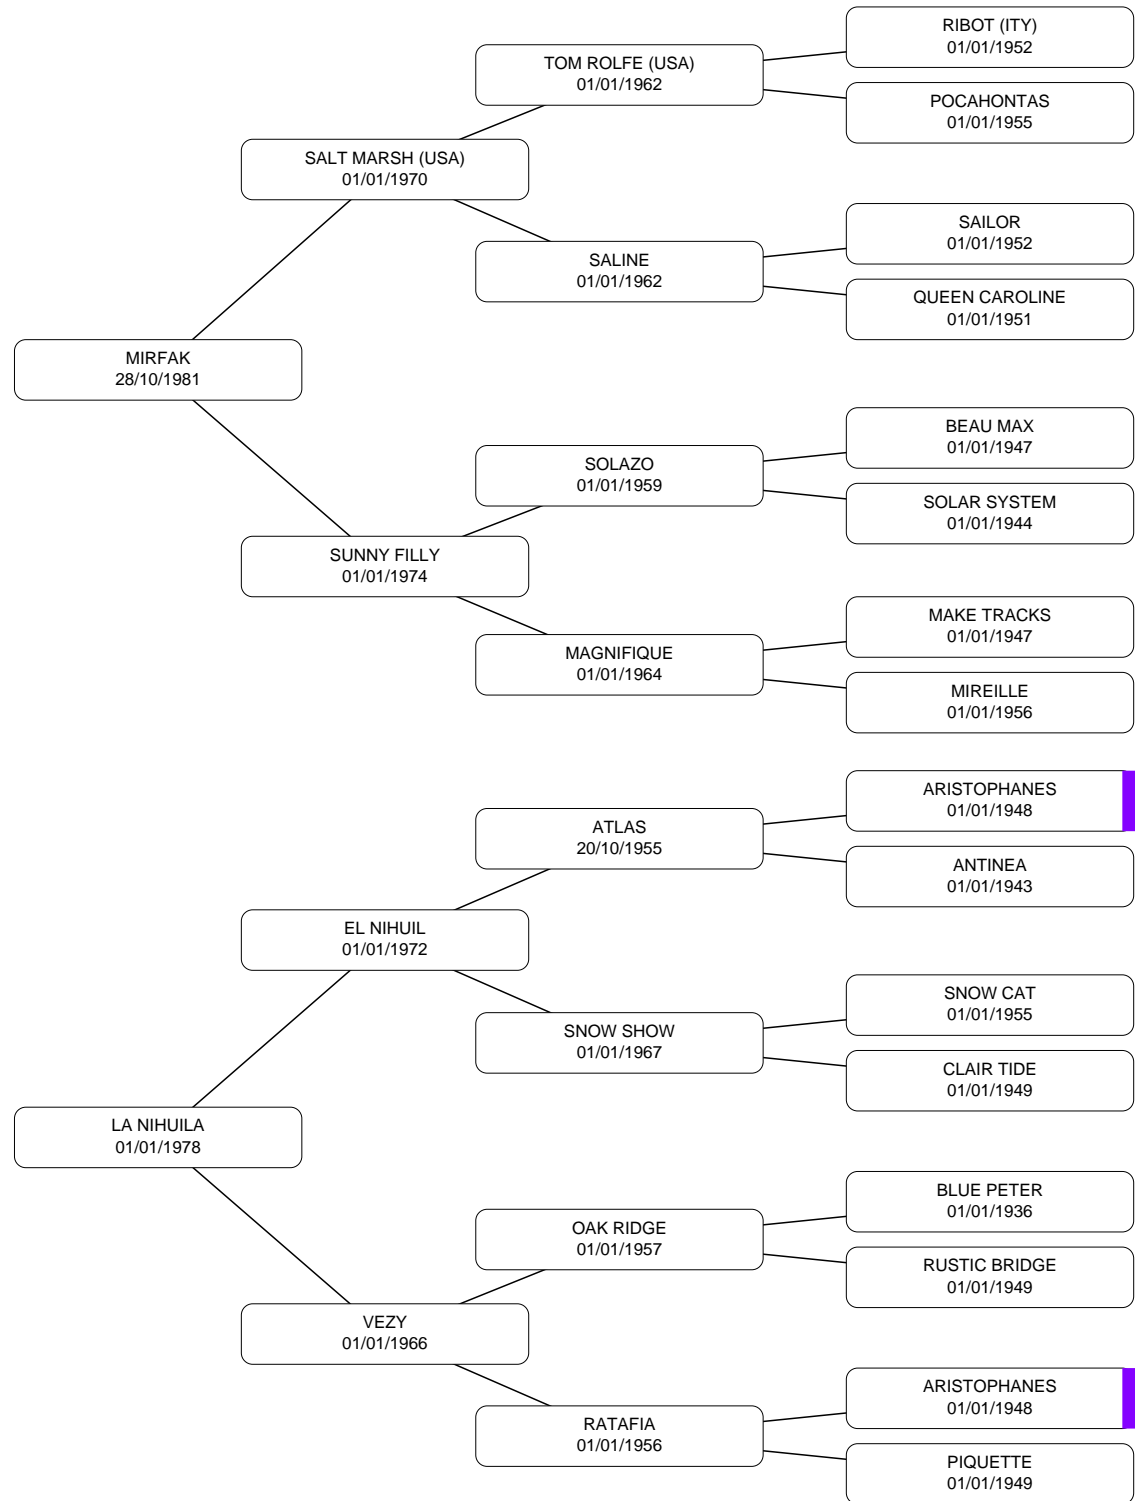 RIBOT (ITY)
01/01/1952
TOM ROLFE (USA)
01/01/1962
POCAHONTAS
01/01/1955
SALT MARSH (USA)
01/01/1970
SAILOR
01/01/1952
SALINE
01/01/1962
QUEEN CAROLINE
01/01/1951
MIRFAK
28/10/1981
BEAU MAX
01/01/1947
SOLAZO
01/01/1959
SOLAR SYSTEM
01/01/1944
SUNNY FILLY
01/01/1974
MAKE TRACKS
01/01/1947
MAGNIFIQUE
01/01/1964
MIREILLE
01/01/1956
ARISTOPHANES
01/01/1948
ATLAS
20/10/1955
ANTINEA
01/01/1943
EL NIHUIL
01/01/1972
SNOW CAT
01/01/1955
SNOW SHOW
01/01/1967
CLAIR TIDE
01/01/1949
LA NIHUILA
01/01/1978
BLUE PETER
01/01/1936
OAK RIDGE
01/01/1957
RUSTIC BRIDGE
01/01/1949
VEZY
01/01/1966
ARISTOPHANES
01/01/1948
RATAFIA
01/01/1956
PIQUETTE
01/01/1949